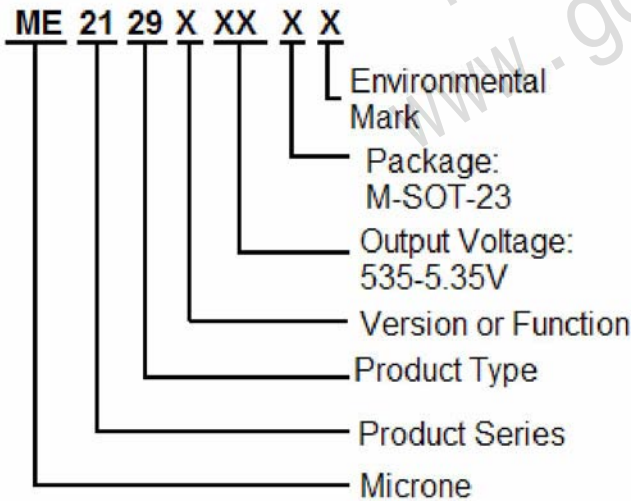 ME 21 29 X XX X X
Environmental
Mark
Package:
M-SOT-23
Output Voltage:
535-5.35V
Version or Function
Product Type
Product Series
Microne
www.